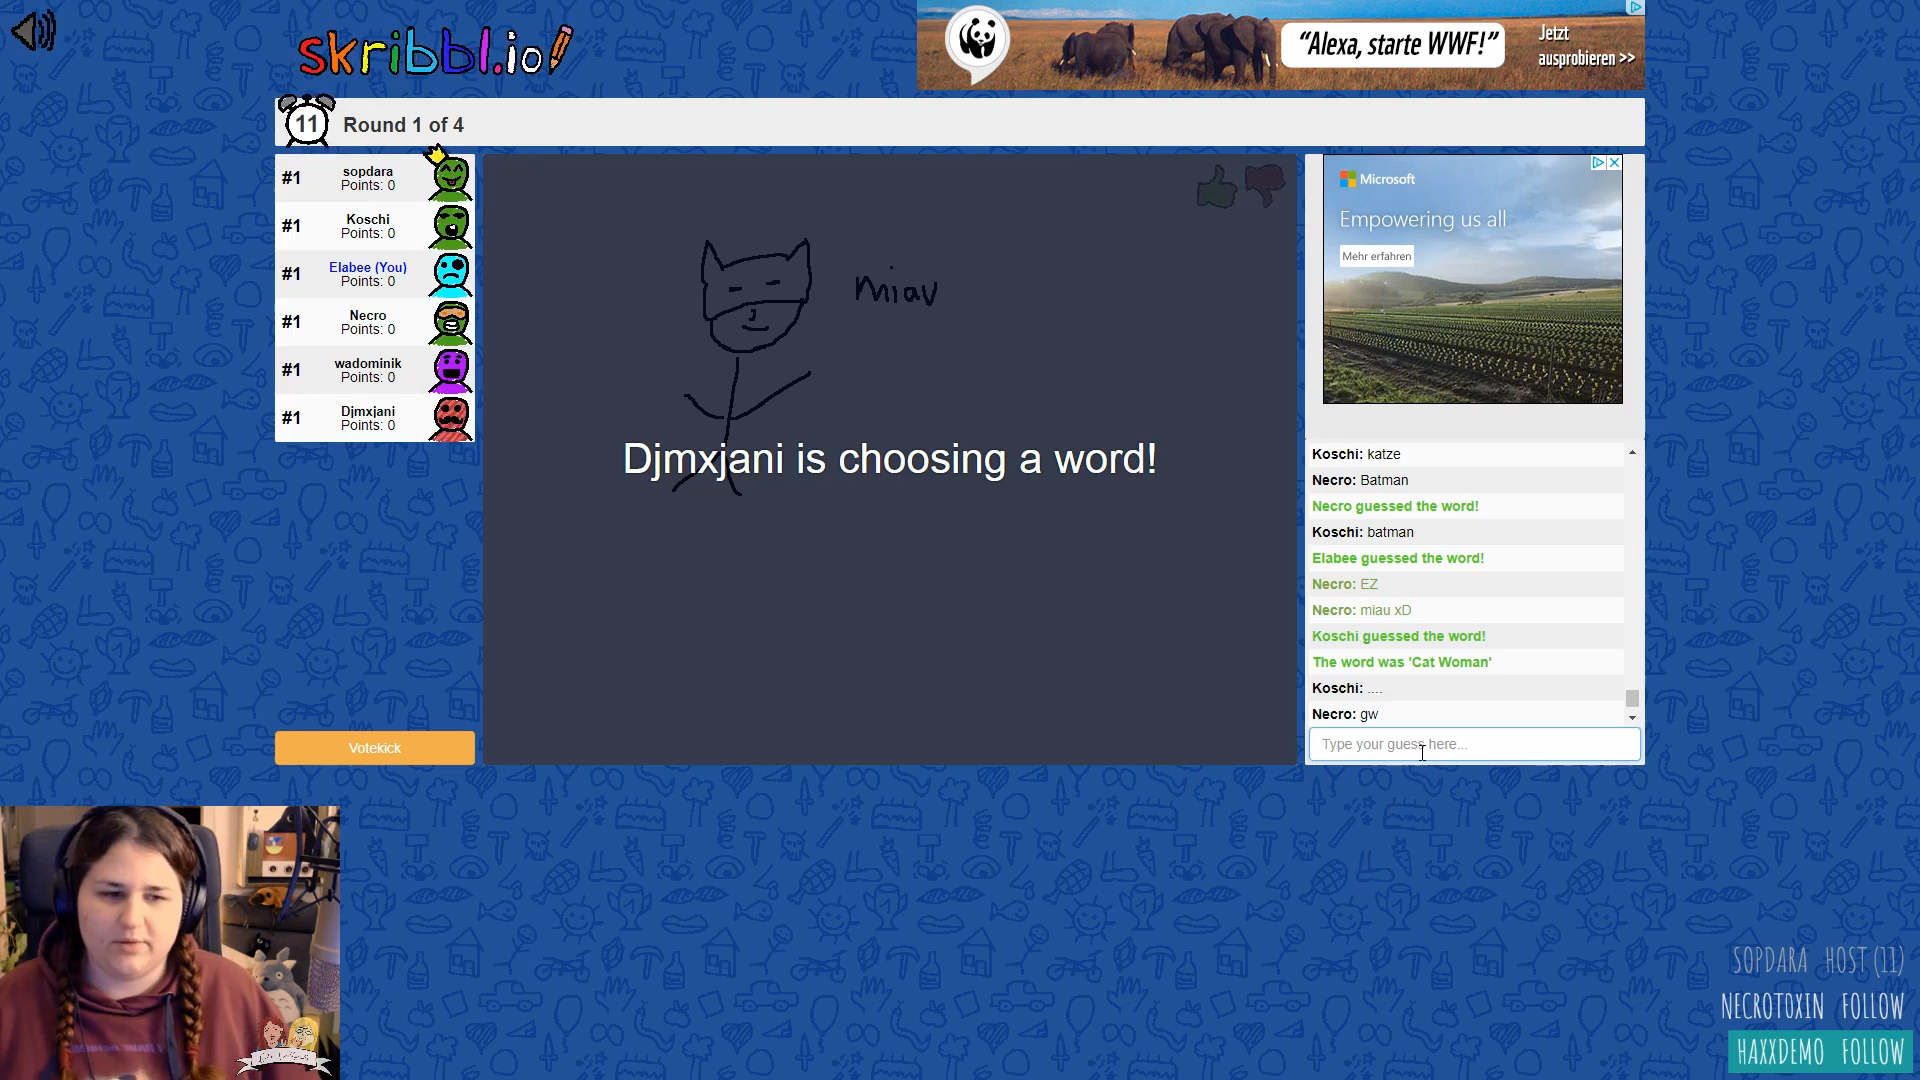 skribbl.io
"Alexa, starte WWF!"
Jetzt
ausprobieren >>
11
Round 1 of 4
#1
sopdara
Points: 0
#1
Koschi
Points: 0
#1
Elabee (You)
Points: 0
#1
Necro
Points: 0
#1
wadominik
Points: 0
#1
Djmxjani
Points: 0
Votekick
miau
Djmxjani is choosing a word!
Microsoft
Empowering us all
Mehr erfahren
Koschi: katze
Necro: Batman
Necro guessed the word!
Koschi: batman
Elabee guessed the word!
Necro: EZ
Necro: miau xD
Koschi guessed the word!
The word was 'Cat Woman'
Koschi: ....
Necro: gw
Type your guess here...
SOPDARA HOST (11)
NECROTOXIN FOLLOW
HAXXDEMO FOLLOW